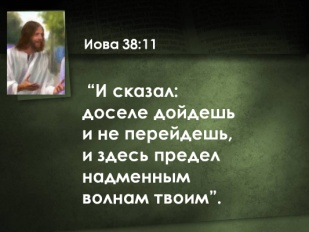 Иова 38:11
“И сказал:
доселе дойдешь
и не перейдешь,
и здесь предел
надменным
волнам твоим”.